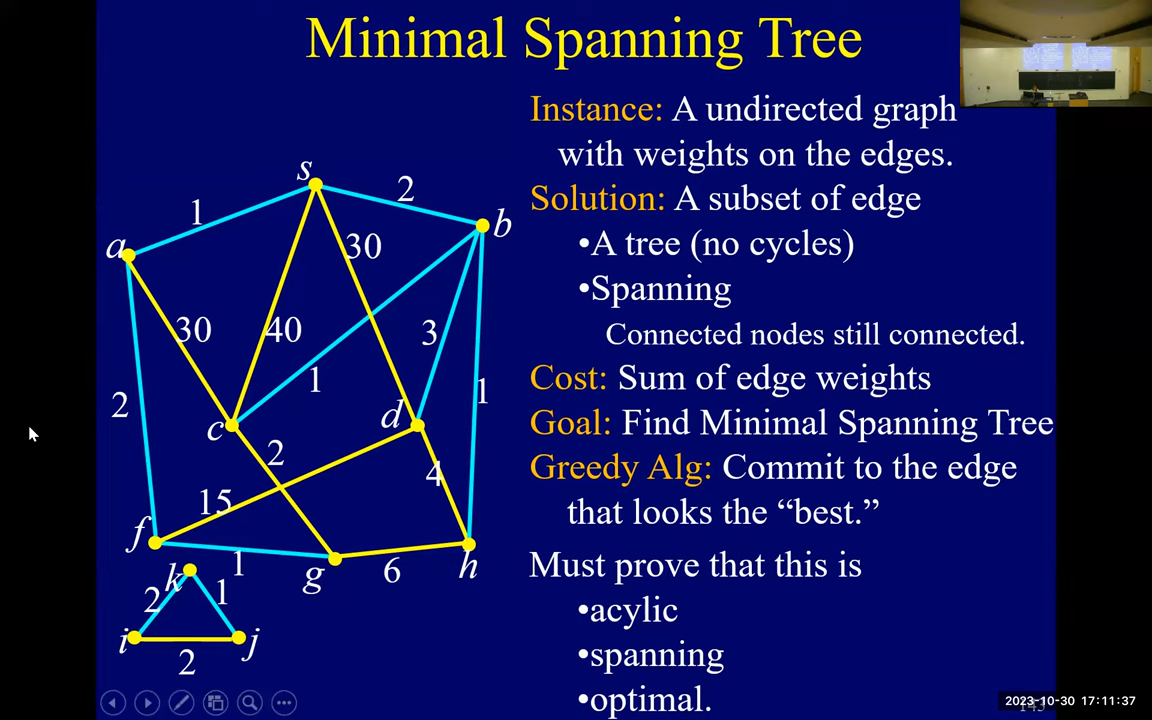 Minimal Spanning Tree
Instance: A undirected graph
with weights on the edges.
Solution: A subset of edge
•A tree (no cycles)
•Spanning
Connected nodes still connected.
Cost: Sum of edge weights
Goal: Find Minimal Spanning Tree
Greedy Alg: Commit to the edge
that looks the “best.”
Must prove that this is
•acylic
•spanning
•optimal.
s
2
1
b
a
30
30
40
3
1
1
2
c
d
2
4
15
f
1
g
6
h
k
2
1
i
j
2
2023-10-30 17:11:37